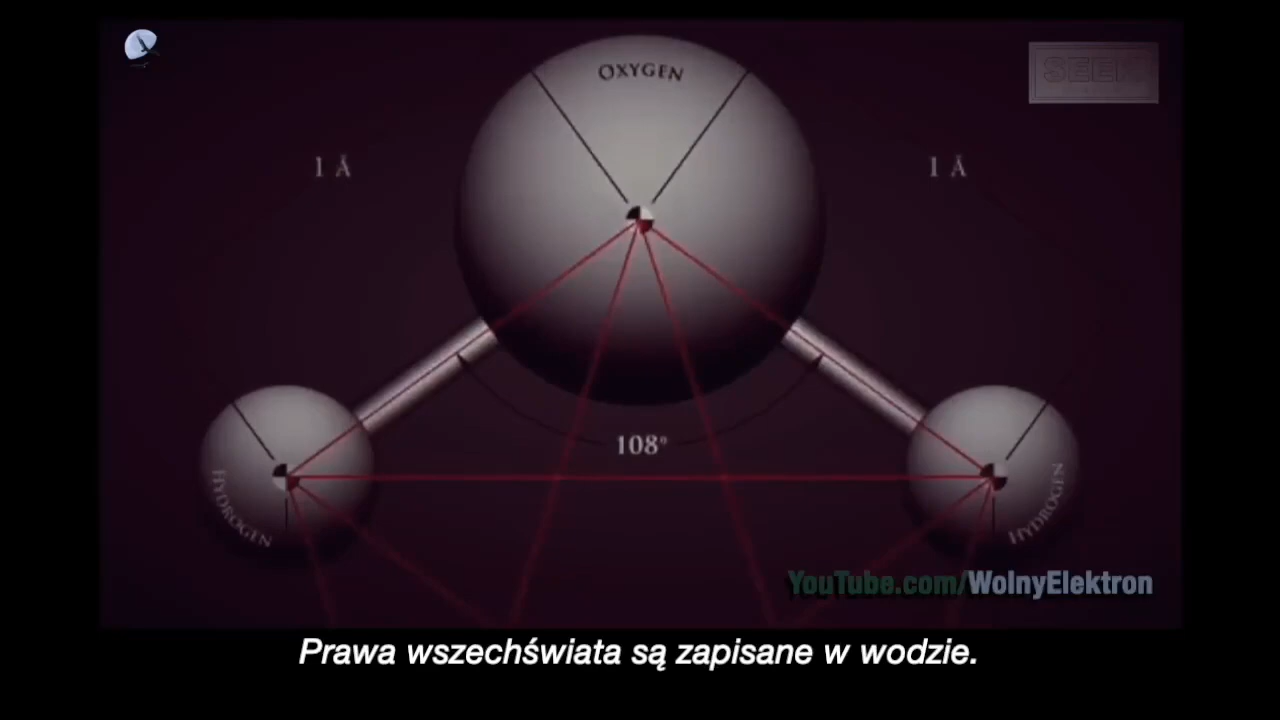 OXYGEN
1 Å
1 Å
108°
HYDROGEN
HYDROGEN
YouTube.com/WolnyElektron
Prawa wszechświata są zapisane w wodzie.